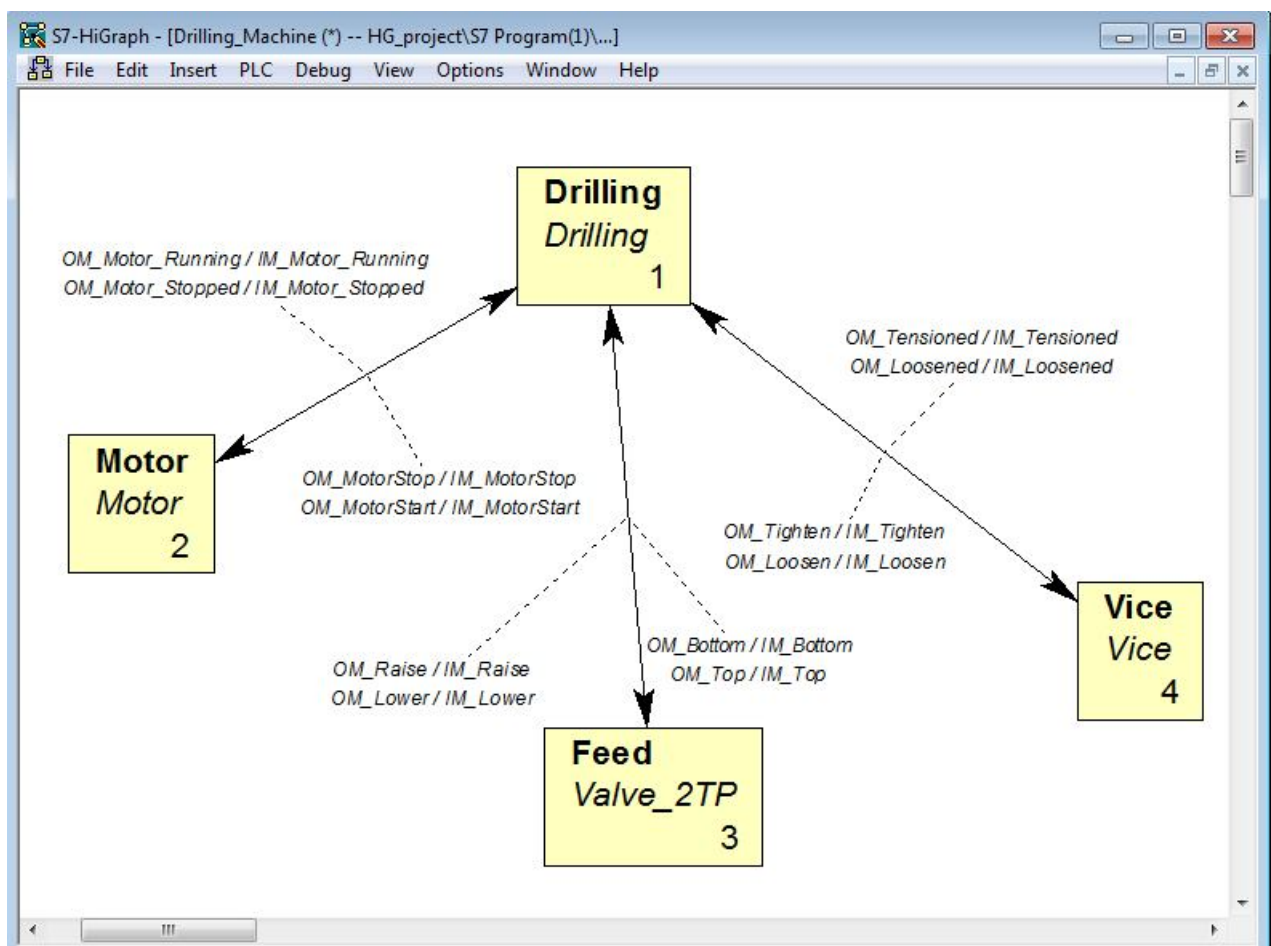 S7-HiGraph - [Drilling_Machine (*) -- HG_project\S7 Program(1)\...]
File Edit Insert PLC Debug View Options Window Help
Drilling
Drilling
1
OM_Motor_Running / IM_Motor_Running
OM_Motor_Stopped / IM_Motor_Stopped
OM_Tensioned / IM_Tensioned
OM_Loosened / IM_Loosened
Motor
Motor
2
OM_MotorStop / IM_MotorStop
OM_MotorStart / IM_MotorStart
OM_Tighten / IM_Tighten
OM_Loosen / IM_Loosen
Vice
Vice
4
OM_Raise / IM_Raise
OM_Lower / IM_Lower
OM_Bottom / IM_Bottom
OM_Top / IM_Top
Feed
Valve_2TP
3